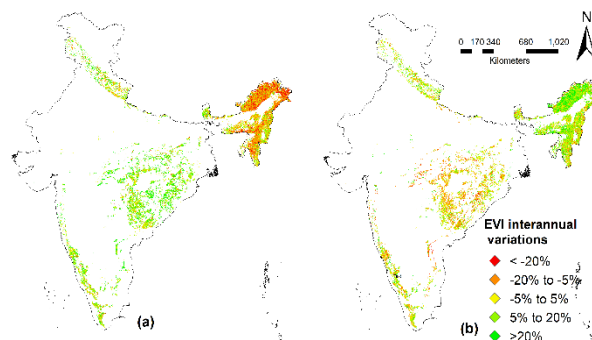 N
0 170 340 680 1,020
Kilometers
EVI interannual
variations
< -20%
-20% to -5%
-5% to 5%
5% to 20%
>20%
(a)
(b)